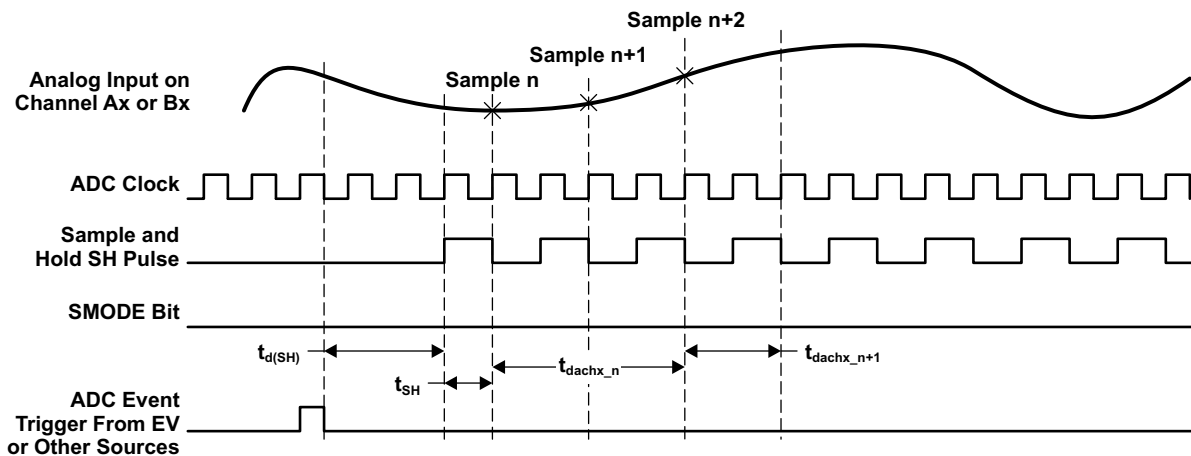 Sample n+2
Sample n+1
Analog Input on
Channel Ax or Bx
Sample n
ADC Clock
Sample and
Hold SH Pulse
SMODE Bit
td(SH)
tdachx_n
tdachx_n+1
tSH
ADC Event
Trigger From EV
or Other Sources